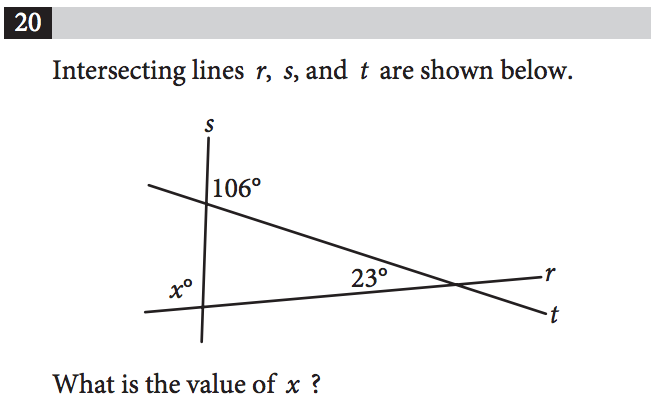 20
Intersecting lines r, s, and t are shown below.
s
106°
23°
r
x°
t
What is the value of x ?